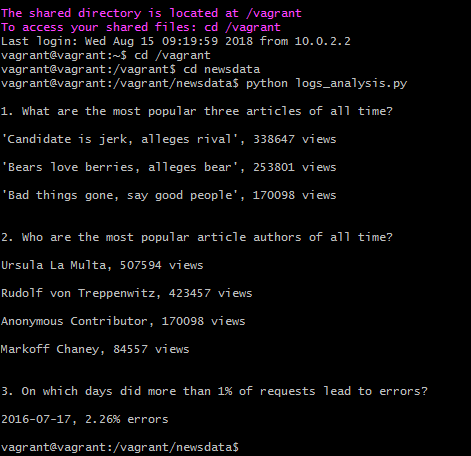 The shared directory is located at /vagrant
To access your shared files: cd /vagrant
Last login: Wed Aug 15 09:19:59 2018 from 10.0.2.2
vagrant@vagrant:~$ cd /vagrant
vagrant@vagrant:/vagrant$ cd newsdata
vagrant@vagrant:/vagrant/newsdata$ python logs_analysis.py
1. What are the most popular three articles of all time?
'Candidate is jerk, alleges rival', 338647 views
'Bears love berries, alleges bear', 253801 views
'Bad things gone, say good people', 170098 views
2. Who are the most popular article authors of all time?
Ursula La Multa, 507594 views
Rudolf von Treppenwitz, 423457 views
Anonymous Contributor, 170098 views
Markoff Chaney, 84557 views
3. On which days did more than 1% of requests lead to errors?
2016-07-17, 2.26% errors
vagrant@vagrant:/vagrant/newsdata$